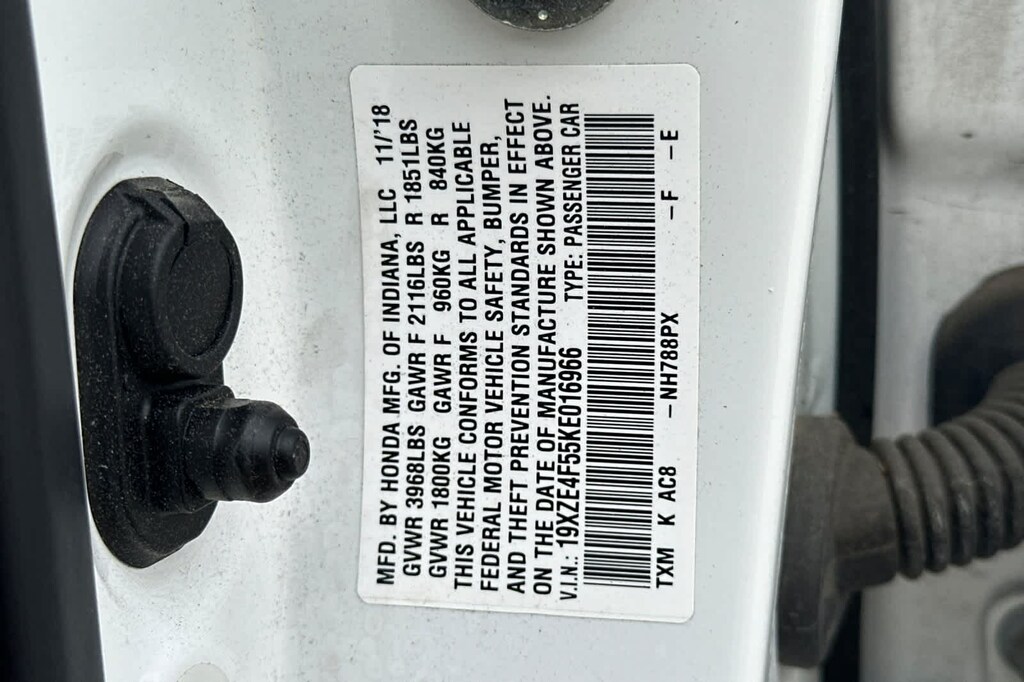 MFD. BY HONDA MFG. OF INDIANA, LLC 11/'18
GVWR 3968LBS GAWR F 2116LBS R 1851LBS
GVWR 1800KG GAWR F 960KG R 840KG
THIS VEHICLE CONFORMS TO ALL APPLICABLE
FEDERAL MOTOR VEHICLE SAFETY, BUMPER,
AND THEFT PREVENTION STANDARDS IN EFFECT
ON THE DATE OF MANUFACTURE SHOWN ABOVE.
V.I.N.: 19XZE4F55KE016966 TYPE: PASSENGER CAR
TXM K AC8 –NH788PX –F –E